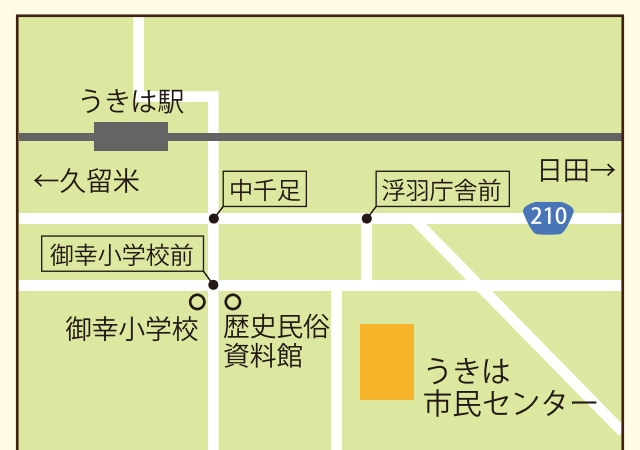 うきは駅
←久留米
日田→
中千足
浮羽庁舎前
210
御幸小学校前
御幸小学校
歴史民俗
資料館
うきは
市民センター